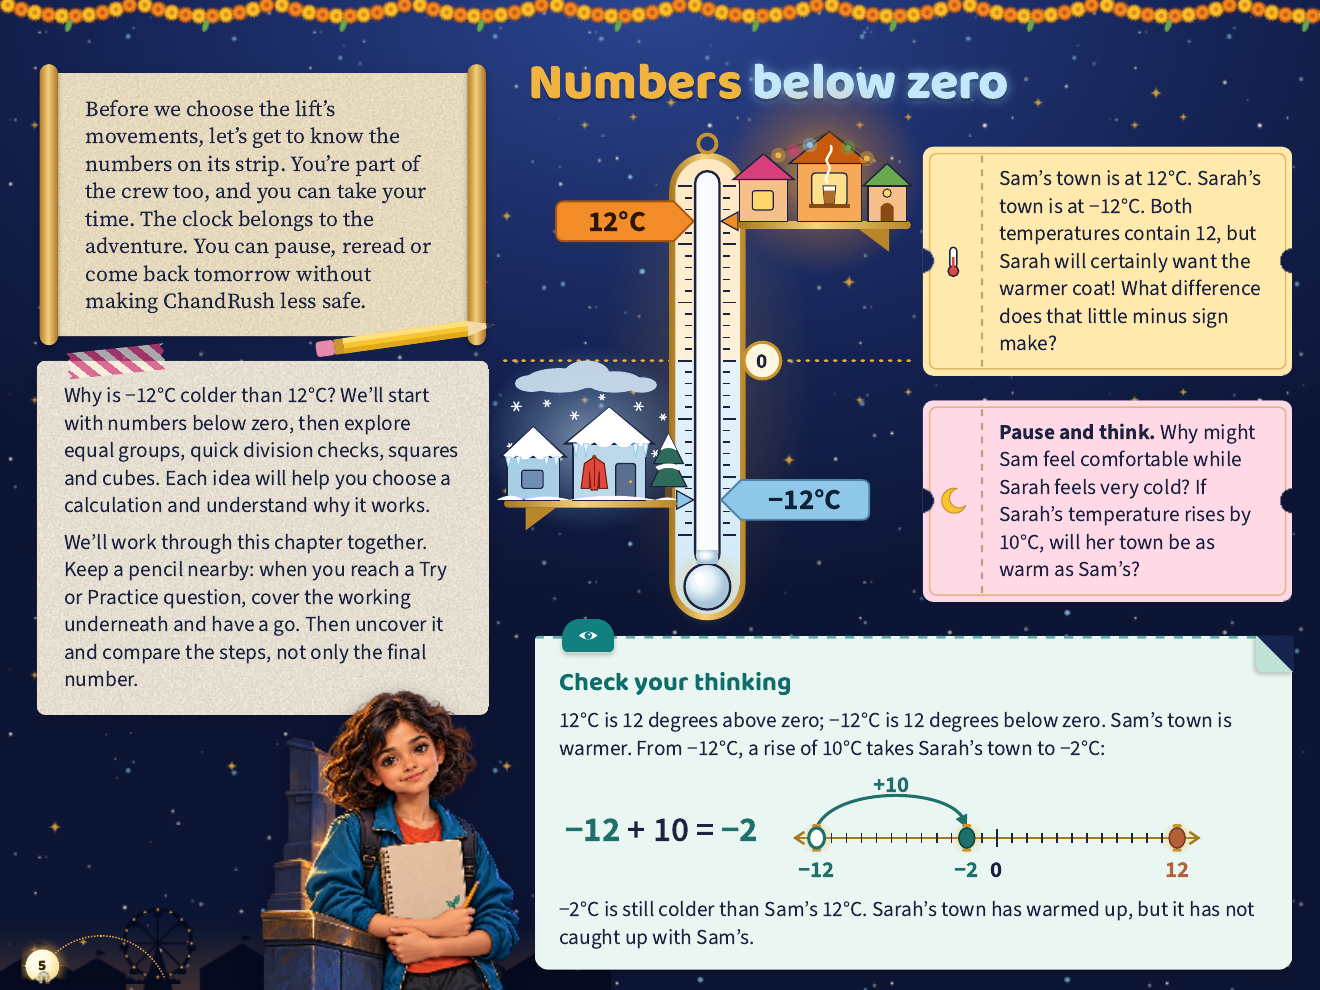 Numbers below zero
Before we choose the lift’s
movements, let’s get to know the
numbers on its strip. You’re part of
the crew too, and you can take your
time. The clock belongs to the
adventure. You can pause, reread or
come back tomorrow without
making ChandRush less safe.
Why is −12°C colder than 12°C? We’ll start
with numbers below zero, then explore
equal groups, quick division checks, squares
and cubes. Each idea will help you choose a
calculation and understand why it works.
We’ll work through this chapter together.
Keep a pencil nearby: when you reach a Try
or Practice question, cover the working
underneath and have a go. Then uncover it
and compare the steps, not only the final
number.
12°C
0
−12°C
Sam’s town is at 12°C. Sarah’s
town is at −12°C. Both
temperatures contain 12, but
Sarah will certainly want the
warmer coat! What difference
does that little minus sign
make?
Pause and think. Why might
Sam feel comfortable while
Sarah feels very cold? If
Sarah’s temperature rises by
10°C, will her town be as
warm as Sam’s?
Check your thinking
12°C is 12 degrees above zero; −12°C is 12 degrees below zero. Sam’s town is
warmer. From −12°C, a rise of 10°C takes Sarah’s town to −2°C:
+10
−12 + 10 = −2
−12 −2 0 12
−2°C is still colder than Sam’s 12°C. Sarah’s town has warmed up, but it has not
caught up with Sam’s.
5